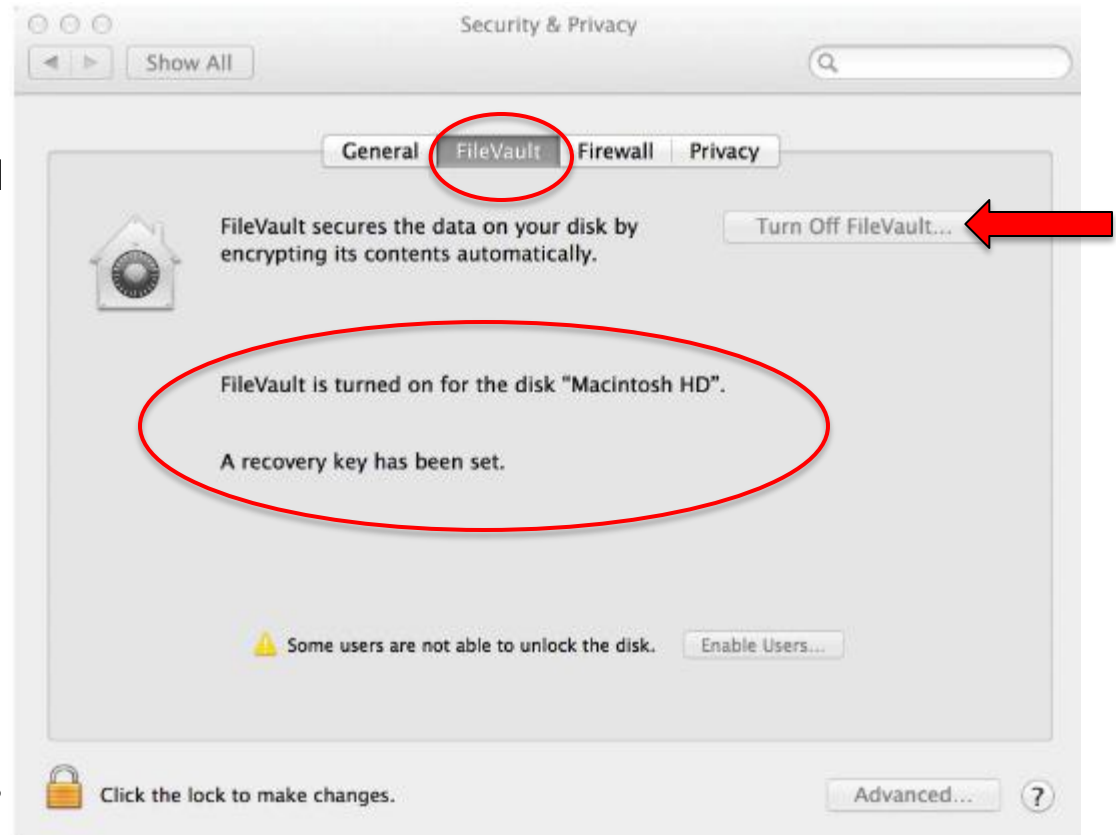 Security & Privacy
Show All
General FileVault Firewall Privacy
FileVault secures the data on your disk by
encrypting its contents automatically.
Turn Off FileVault...
FileVault is turned on for the disk “Macintosh HD”.
A recovery key has been set.
Some users are not able to unlock the disk. Enable Users...
Click the lock to make changes. Advanced... ?